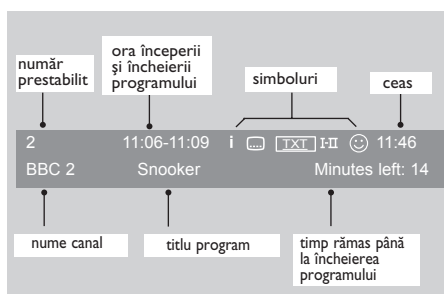 număr
prestabilit
ora începerii
şi încheierii
programului
simboluri
ceas
2 11:06-11:09 i .... TXT I-II 11:46
BBC 2 Snooker Minutes left: 14
nume canal
titlu program
timp rămas până
la încheierea
programului